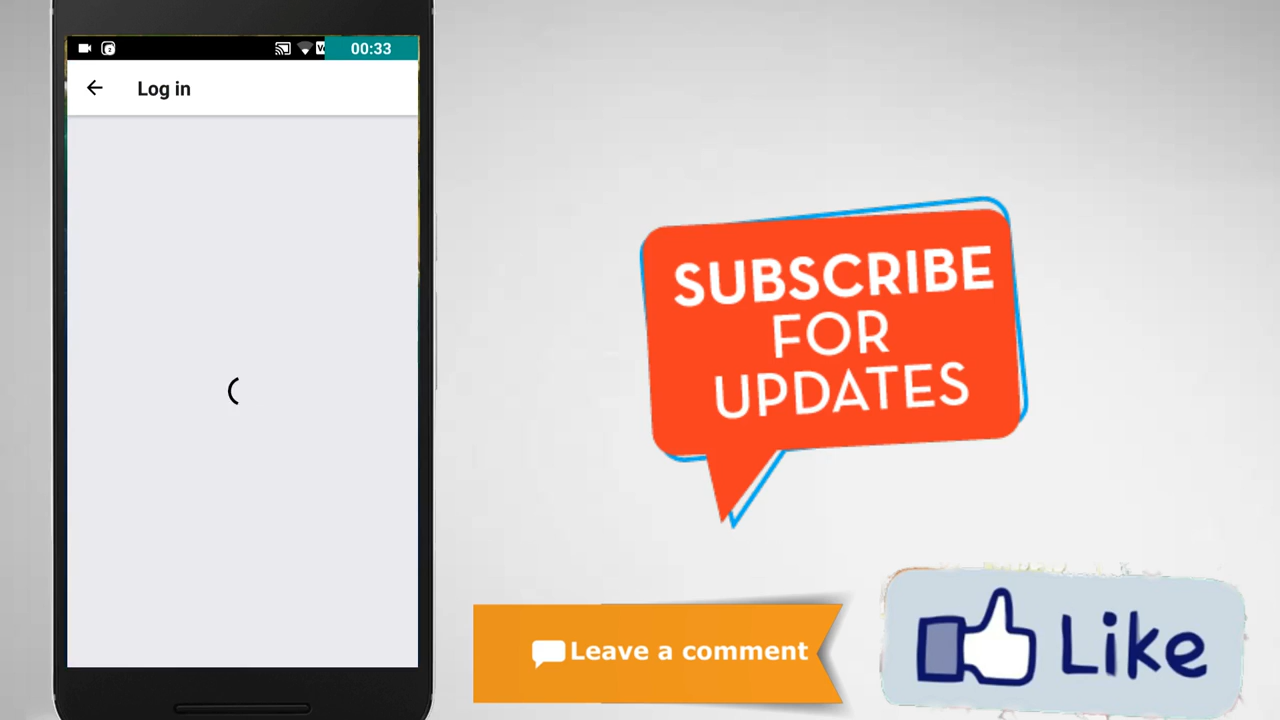 00:33
Log in
SUBSCRIBE
FOR
UPDATES
Leave a comment
Like